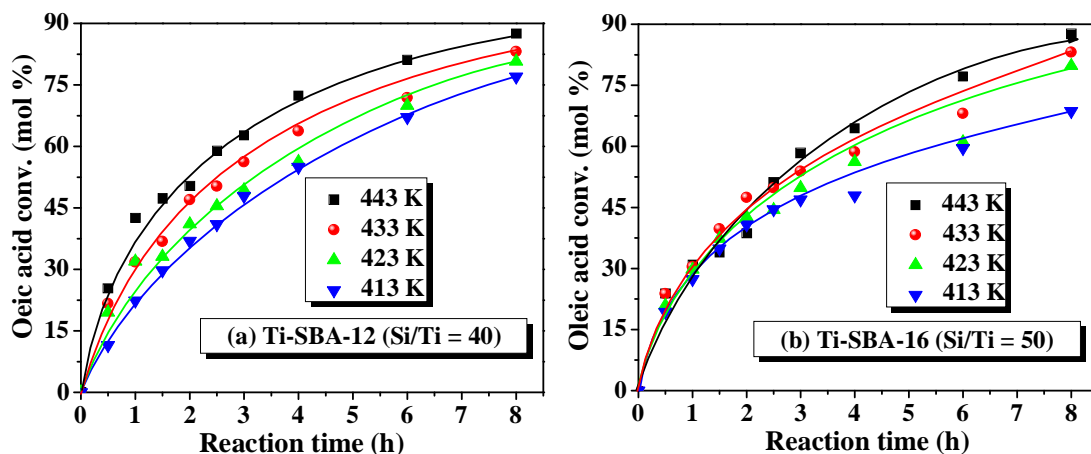 Oeic acid conv. (mol %)
90
75
60
45
30
15
0
443 K
433 K
423 K
413 K
(a) Ti-SBA-12 (Si/Ti = 40)
0 1 2 3 4 5 6 7 8
Reaction time (h)
Oleic acid conv. (mol %)
90
75
60
45
30
15
0
443 K
433 K
423 K
413 K
(b) Ti-SBA-16 (Si/Ti = 50)
0 1 2 3 4 5 6 7 8
Reaction time (h)